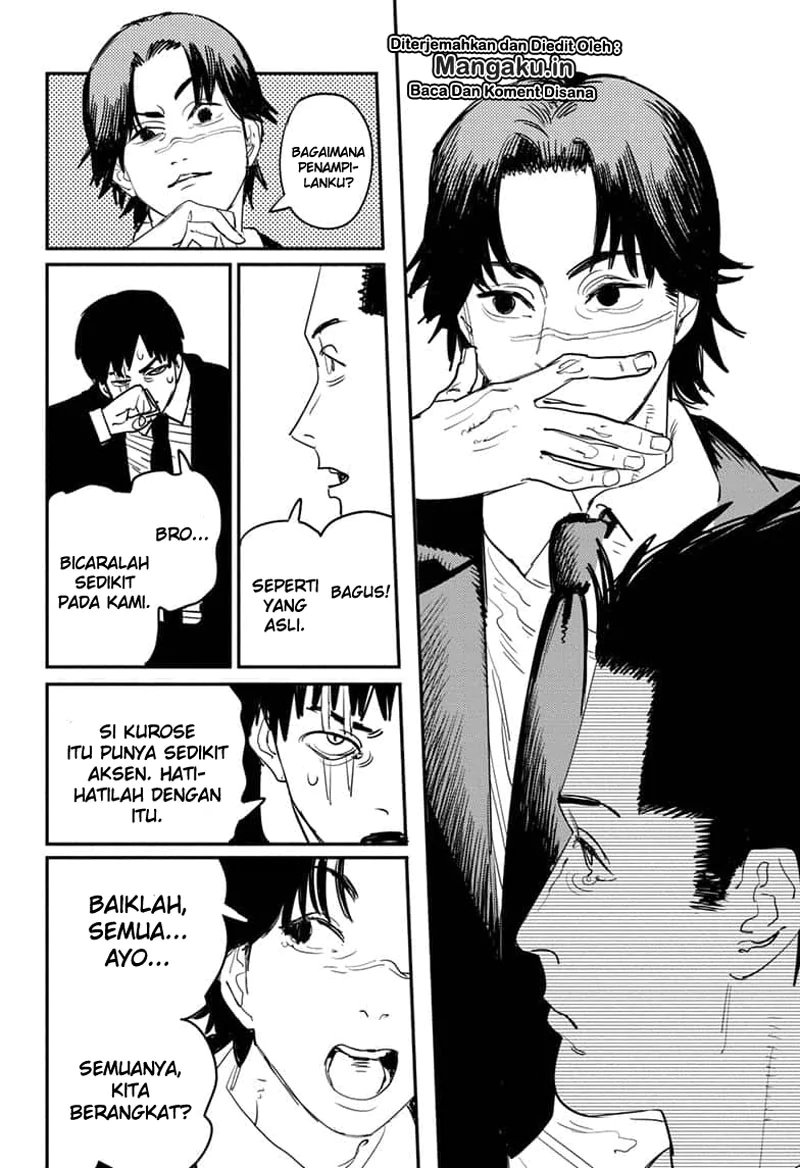 Diterjemahkan dan Diedit Oleh :
Mangaku.in
Baca Dan Koment Disana
BAGAIMANA
PENAMPI-
LANKU?
BAGUS!
SEPERTI
YANG
ASLI.
BRO...
BICARALAH
SEDIKIT
PADA KAMI.
SI KUROSE
ITU PUNYA SEDIKIT
AKSEN. HATI-
HATILAH DENGAN
ITU.
BAIKLAH,
SEMUA...
AYO...
SEMUANYA,
KITA
BERANGKAT?